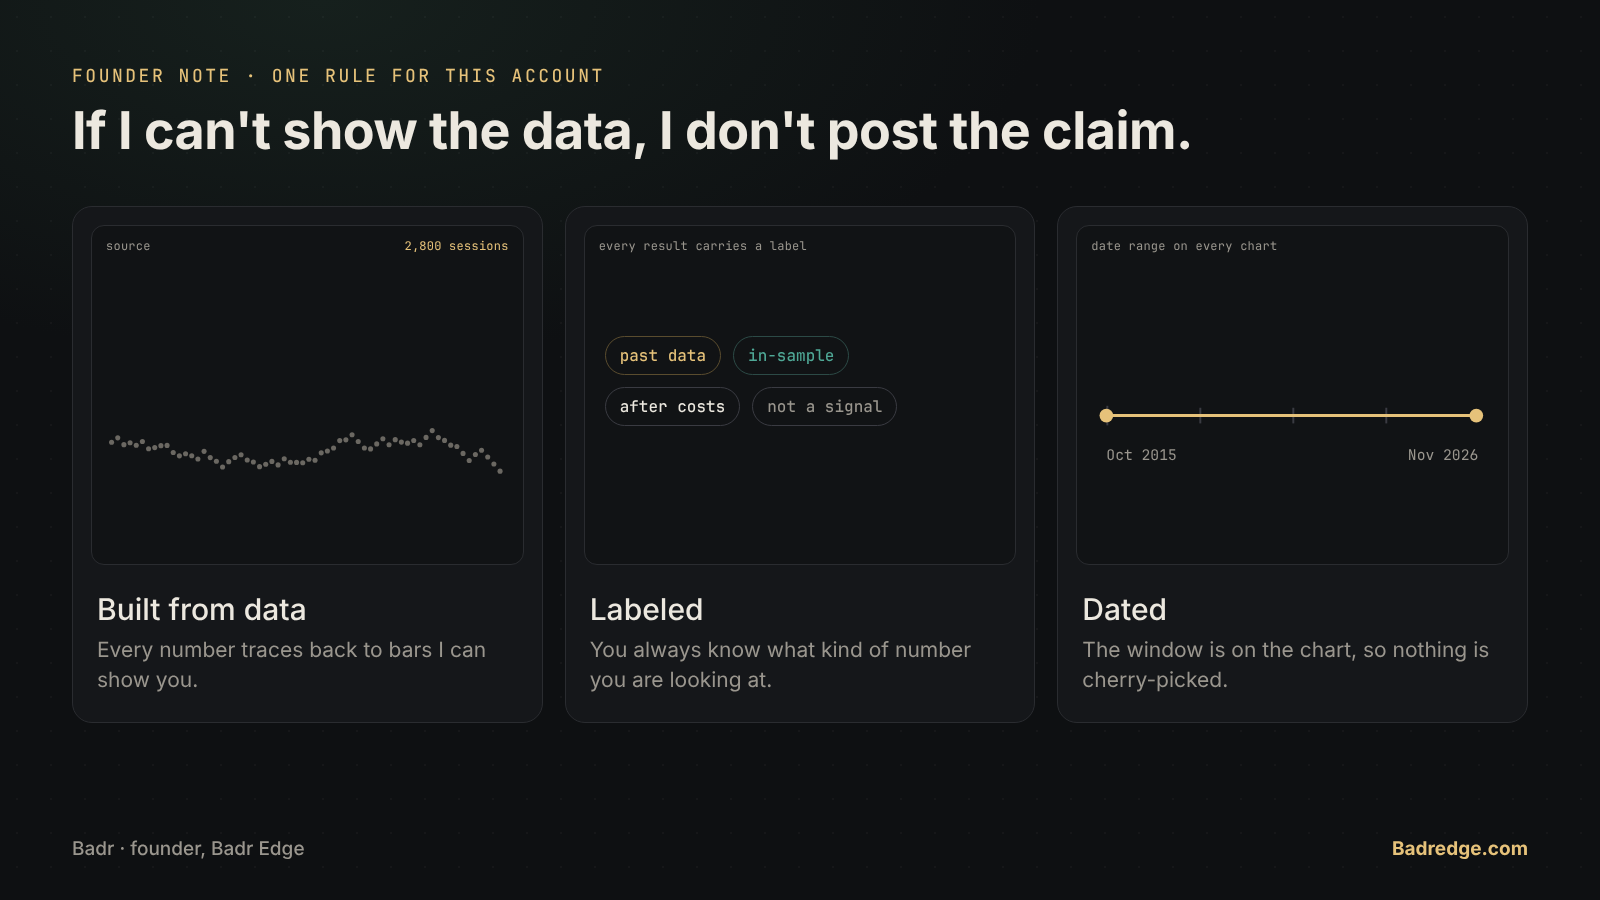 FOUNDER NOTE · ONE RULE FOR THIS ACCOUNT
If I can't show the data, I don't post the claim.
source
2,800 sessions
Built from data
Every number traces back to bars I can
show you.
every result carries a label
past data
in-sample
after costs
not a signal
Labeled
You always know what kind of number
you are looking at.
date range on every chart
Oct 2015
Nov 2026
Dated
The window is on the chart, so nothing is
cherry-picked.
Badr · founder, Badr Edge
Badredge.com